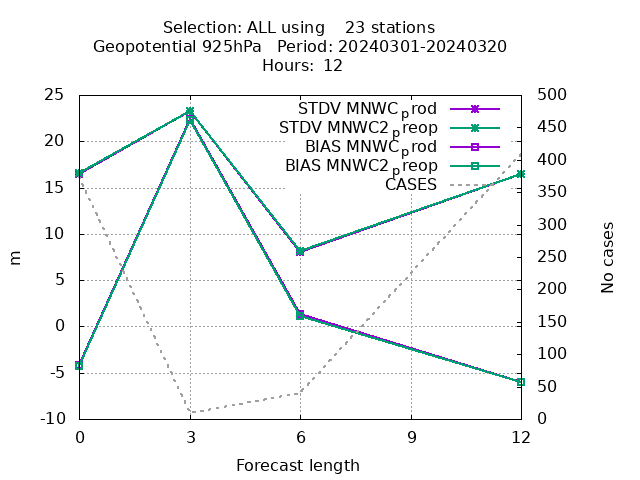 Selection: ALL using    23 stations
Geopotential 925hPa   Period: 20240301-20240320
Hours: 12
STDV MNWC_prod
STDV MNWC2_preop
BIAS MNWC_prod
BIAS MNWC2_preop
CASES
25
20
15
10
5
0
-5
-10
m
500
450
400
350
300
250
200
150
100
50
0
No cases
0 3 6 9 12
Forecast length